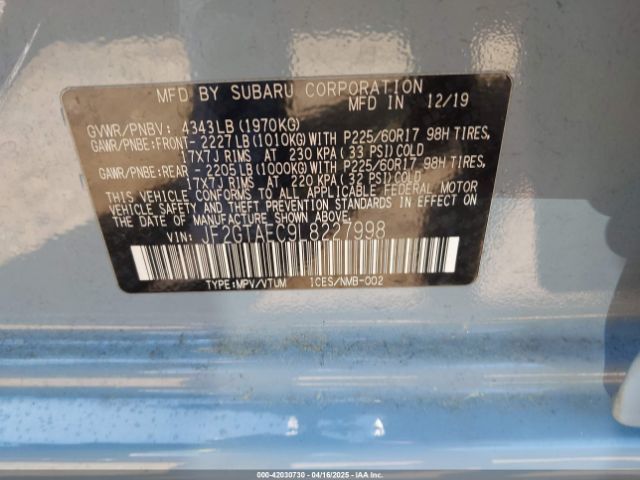 MFD BY SUBARU CORPORATION
MFD IN 12/19
GVWR/PNBV: 4343LB(1970KG)
GAWR/PNBE:FRONT-2227LB(1010KG)WITH P225/60R17 98H TIRES,
17X7J RIMS AT 230 KPA(33 PSI)COLD
GAWR/PNBE:REAR -2205LB(1000KG)WITH P225/60R17 98H TIRES,
17X7J RIMS AT 220 KPA(32 PSI)COLD
THIS VEHICLE CONFORMS TO ALL APPLICABLE FEDERAL MOTOR
VEHICLE SAFETY AND THEFT PREVENTION STANDARDS IN EFFECT ON
THE DATE OF MANUFACTURE SHOWN ABOVE.
VIN: JF2GTAEC9L8227998
TYPE:MPV/VTUM ICES/NMB-002
000-42030730 - 04/16/2025 - IAAI.COM